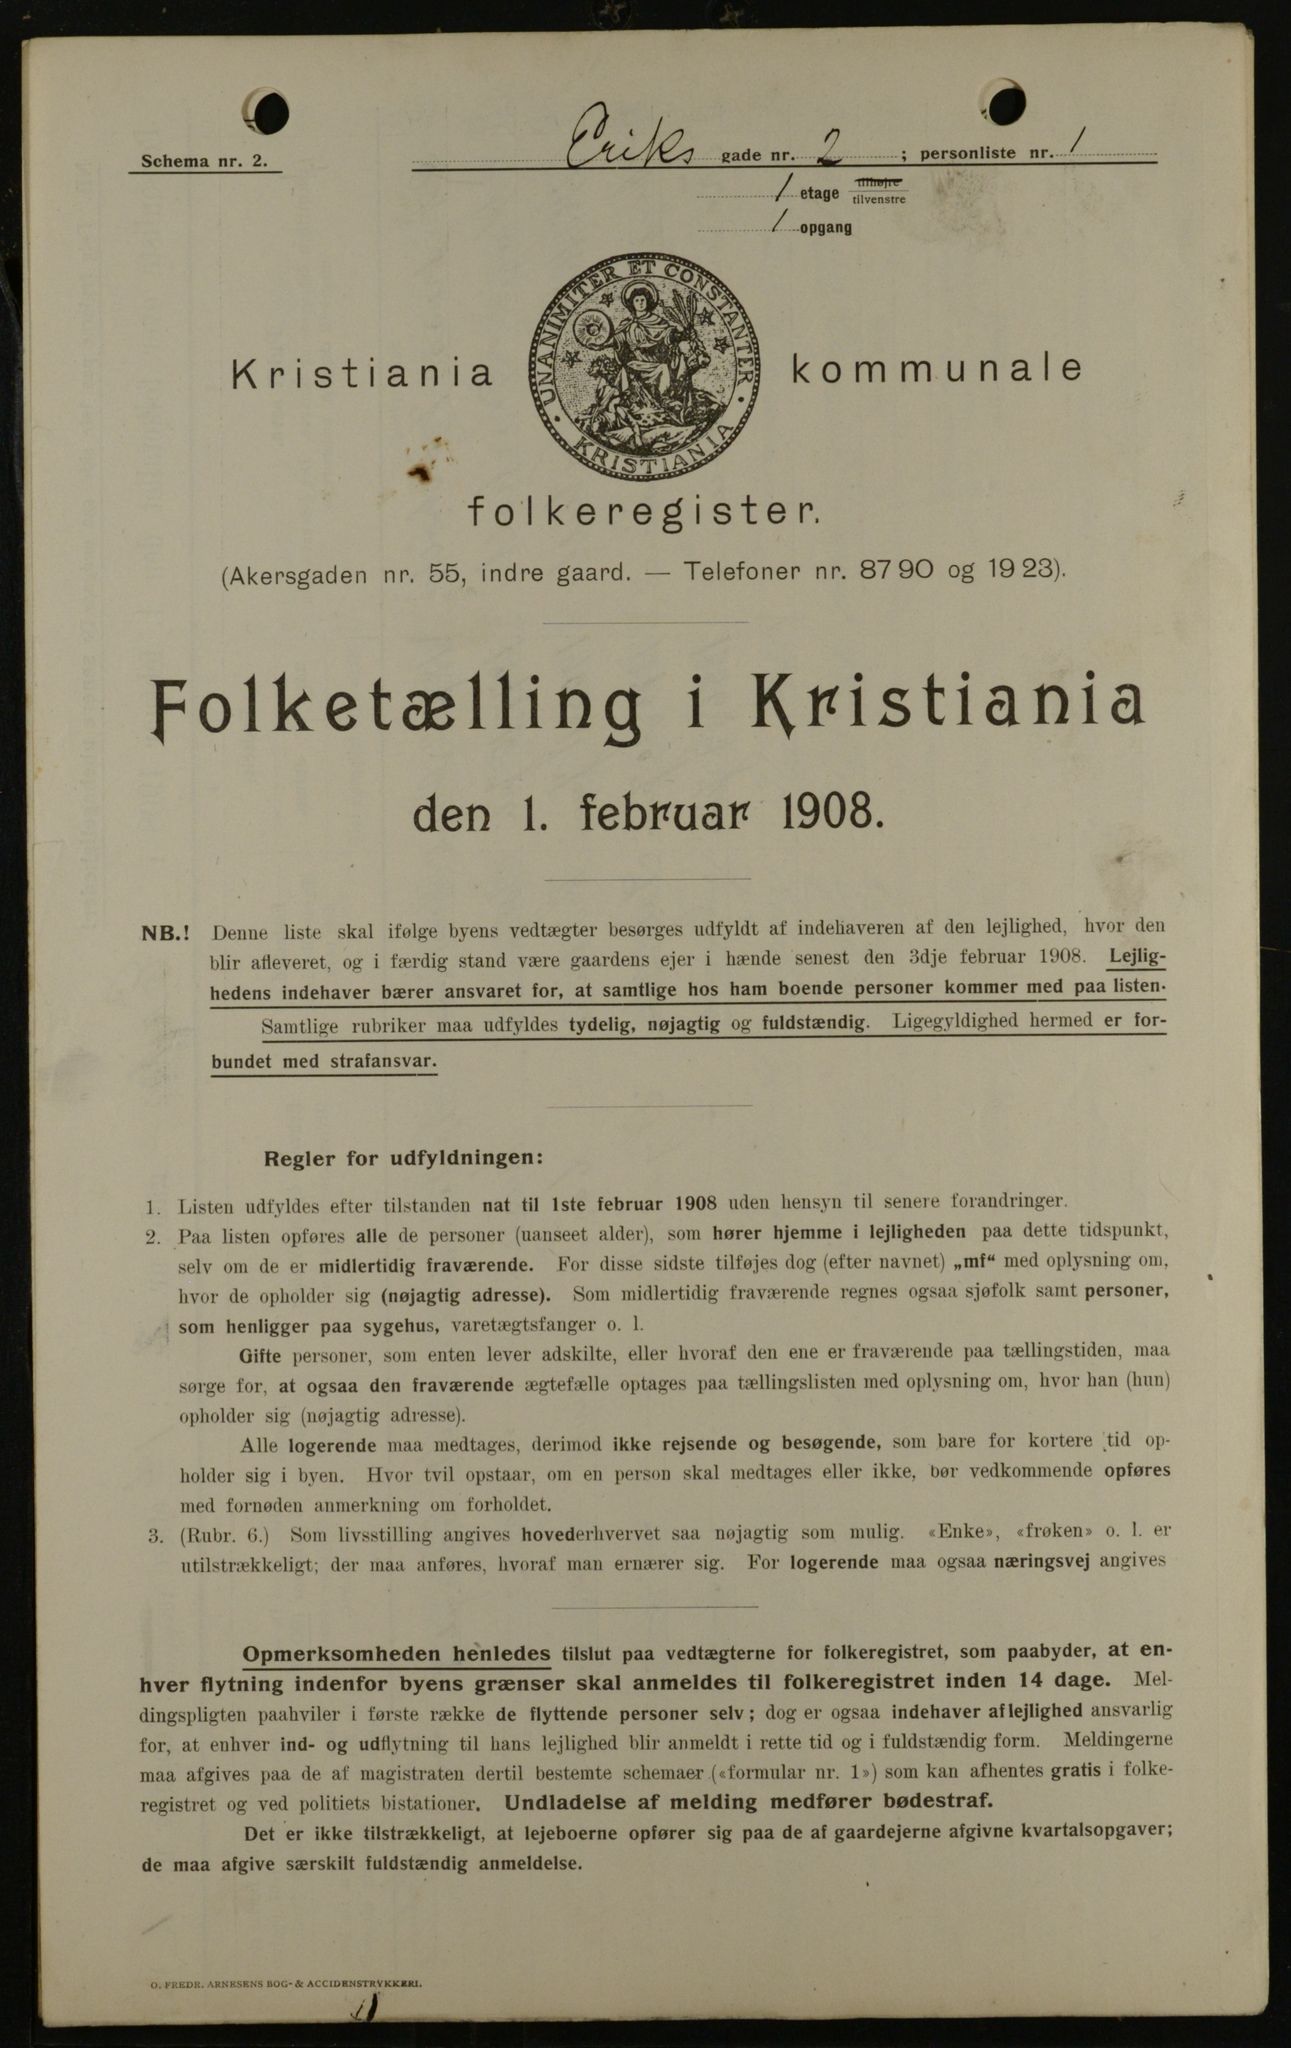 Schema nr. 2.
Eriks gade nr. 2 ; personliste nr. 1
1 etage tilhøjre
tilvenstre
1 opgang
UNANIMITER ET CONSTANTER
KRISTIANIA
Kristiania kommunale
folkeregister.
(Akersgaden nr. 55, indre gaard. — Telefoner nr. 87 90 og 19 23).
Folketælling i Kristiania
den 1. februar 1908.
NB.! Denne liste skal ifølge byens vedtægter besørges udfyldt af indehaveren af den lejlighed, hvor den
blir afleveret, og i færdig stand være gaardens ejer i hænde senest den 3dje februar 1908. Lejlig-
hedens indehaver bærer ansvaret for, at samtlige hos ham boende personer kommer med paa listen.
Samtlige rubriker maa udfyldes tydelig, nøjagtig og fuldstændig. Ligegyldighed hermed er for-
bundet med strafansvar.
Regler for udfyldningen:
1. Listen udfyldes efter tilstanden nat til 1ste februar 1908 uden hensyn til senere forandringer.
2. Paa listen opføres alle de personer (uanseet alder), som hører hjemme i lejligheden paa dette tidspunkt,
selv om de er midlertidig fraværende. For disse sidste tilføjes dog (efter navnet) „mf“ med oplysning om,
hvor de opholder sig (nøjagtig adresse). Som midlertidig fraværende regnes ogsaa sjøfolk samt personer,
som henligger paa sygehus, varetægtsfanger o. l.
Gifte personer, som enten lever adskilte, eller hvoraf den ene er fraværende paa tællingstiden, maa
sørge for, at ogsaa den fraværende ægtefælle optages paa tællingslisten med oplysning om, hvor han (hun)
opholder sig (nøjagtig adresse).
Alle logerende maa medtages, derimod ikke rejsende og besøgende, som bare for kortere tid op-
holder sig i byen. Hvor tvil opstaar, om en person skal medtages eller ikke, bør vedkommende opføres
med fornøden anmerkning om forholdet.
3. (Rubr. 6.) Som livsstilling angives hovederhvervet saa nøjagtig som mulig. «Enke», «frøken» o. l. er
utilstrækkeligt; der maa anføres, hvoraf man ernærer sig. For logerende maa ogsaa næringsvej angives
Opmerksomheden henledes tilslut paa vedtægterne for folkeregistret, som paabyder, at en-
hver flytning indenfor byens grænser skal anmeldes til folkeregistret inden 14 dage. Mel-
dingspligten paahviler i første række de flyttende personer selv; dog er ogsaa indehaver af lejlighed ansvarlig
for, at enhver ind- og udflytning til hans lejlighed blir anmeldt i rette tid og i fuldstændig form. Meldingerne
maa afgives paa de af magistraten dertil bestemte schemaer («formular nr. 1») som kan afhentes gratis i folke-
registret og ved politiets bistationer. Undladelse af melding medfører bødestraf.
Det er ikke tilstrækkeligt, at lejeboerne opfører sig paa de af gaardejerne afgivne kvartalsopgaver;
de maa afgive særskilt fuldstændig anmeldelse.
O. FREDR. ARNESENS BOG- & ACCIDENSTRYKKERI.